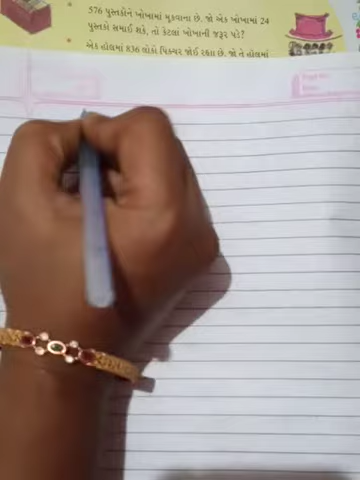 576 પુસ્તકોને ખોખામાં મૂકવાના છે. જો એક ખોખામાં 24
પુસ્તકો સમાઈ શકે, તો કેટલાં ખોખાની જરૂર પડે?
એક હોલમાં 836 લોકો પિક્ચર જોઈ રહ્યા છે. જો તે હોલમાં